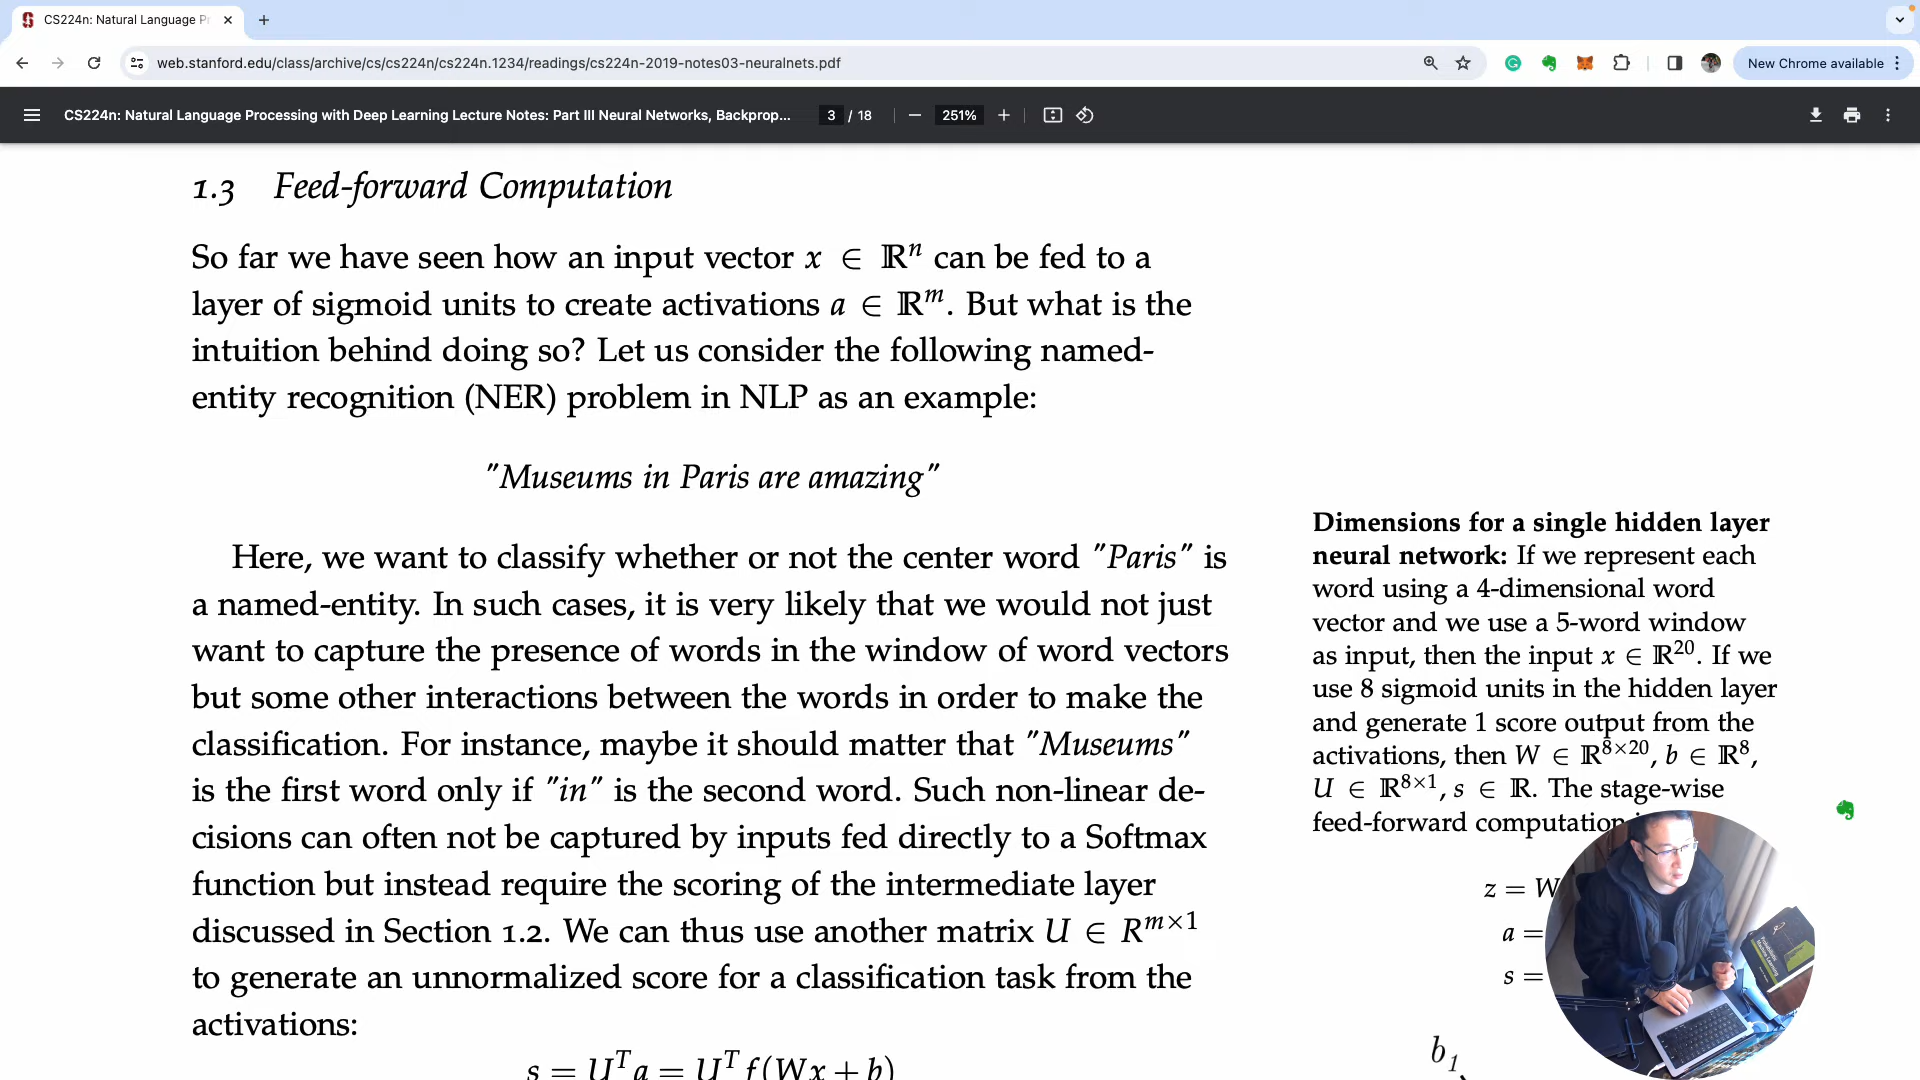 CS224n: Natural Language Pr
web.stanford.edu/class/archive/cs/cs224n/cs224n.1234/readings/cs224n-2019-notes03-neuralnets.pdf
New Chrome available
CS224n: Natural Language Processing with Deep Learning Lecture Notes: Part III Neural Networks, Backprop...
3 / 18
251%
1.3 Feed-forward Computation
So far we have seen how an input vector x ∈ ℝⁿ can be fed to a
layer of sigmoid units to create activations a ∈ ℝᵐ. But what is the
intuition behind doing so? Let us consider the following named-
entity recognition (NER) problem in NLP as an example:
"Museums in Paris are amazing"
Here, we want to classify whether or not the center word "Paris" is
a named-entity. In such cases, it is very likely that we would not just
want to capture the presence of words in the window of word vectors
but some other interactions between the words in order to make the
classification. For instance, maybe it should matter that "Museums"
is the first word only if "in" is the second word. Such non-linear de-
cisions can often not be captured by inputs fed directly to a Softmax
function but instead require the scoring of the intermediate layer
discussed in Section 1.2. We can thus use another matrix U ∈ Rᵐˣ¹
to generate an unnormalized score for a classification task from the
activations:
s = Uᵀa = Uᵀf(Wx + b)
Dimensions for a single hidden layer
neural network: If we represent each
word using a 4-dimensional word
vector and we use a 5-word window
as input, then the input x ∈ ℝ²⁰. If we
use 8 sigmoid units in the hidden layer
and generate 1 score output from the
activations, then W ∈ ℝ⁸ˣ²⁰, b ∈ ℝ⁸,
U ∈ ℝ⁸ˣ¹, s ∈ ℝ. The stage-wise
feed-forward computation
z = W
a =
s =
b₁